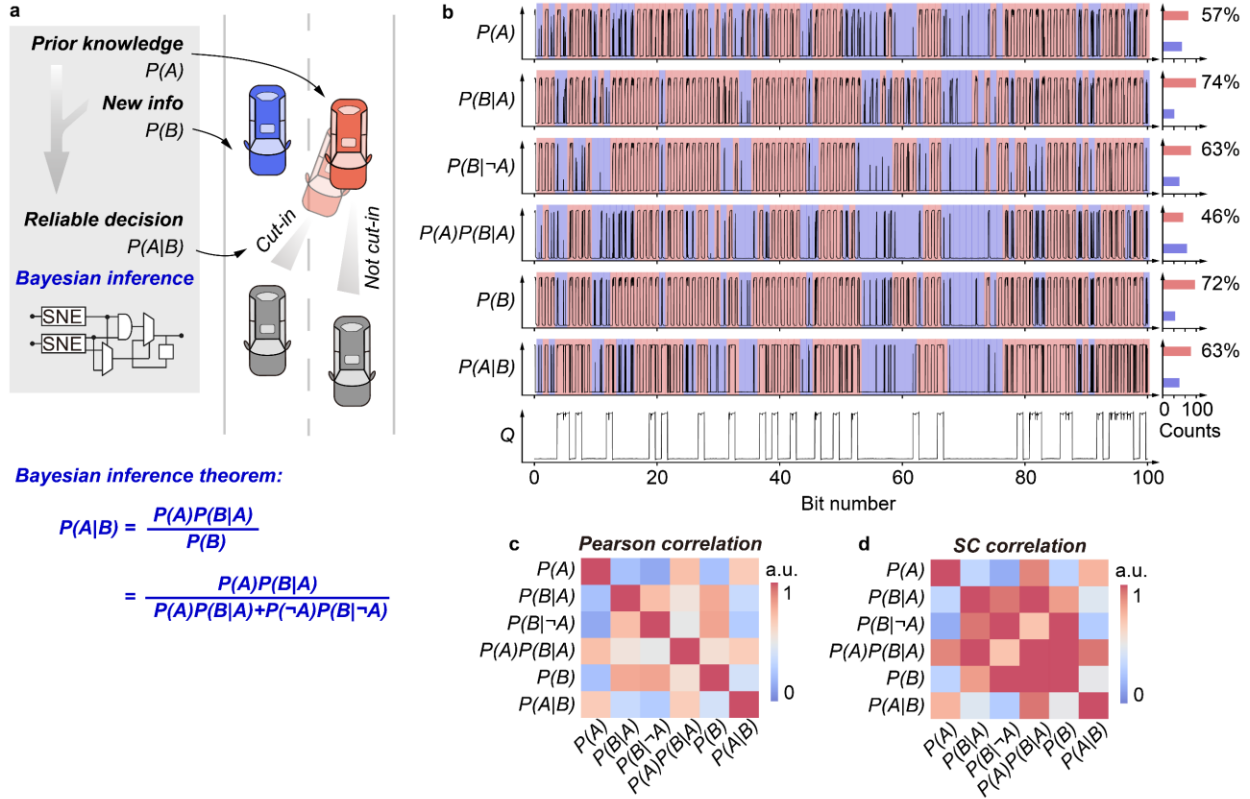 a
Prior knowledge
P(A)
New info
P(B)
Reliable decision
P(A|B)
Bayesian inference
SNE
SNE
Cut-in
Not cut-in
Bayesian inference theorem:
P(A|B) = P(A)P(B|A)
P(B)
= P(A)P(B|A)
P(A)P(B|A)+P(¬A)P(B|¬A)
b
P(A)
57%
P(B|A)
74%
P(B|¬A)
63%
P(A)P(B|A)
46%
P(B)
72%
P(A|B)
63%
0 100
Counts
Q
0 20 40 60 80 100
Bit number
c
Pearson correlation
P(A)
P(B|A)
P(B|¬A)
P(A)P(B|A)
P(B)
P(A|B)
P(A)
P(B|A)
P(B|¬A)
P(A)P(B|A)
P(B)
P(A|B)
a.u.
1
0
d
SC correlation
P(A)
P(B|A)
P(B|¬A)
P(A)P(B|A)
P(B)
P(A|B)
P(A)
P(B|A)
P(B|¬A)
P(A)P(B|A)
P(B)
P(A|B)
a.u.
1
0